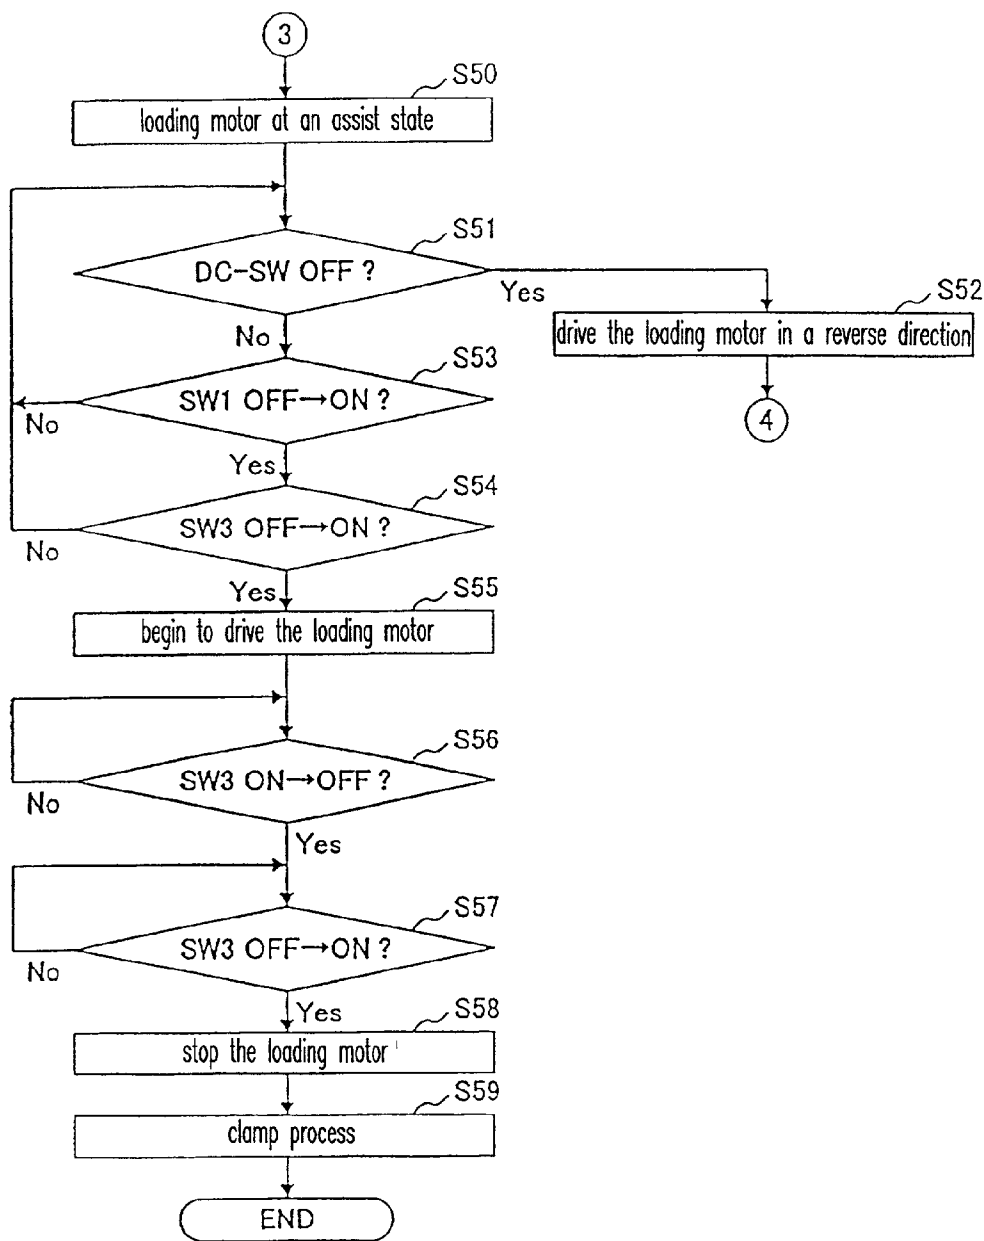 3
S50
loading motor at an assist state
S51
DC-SW OFF ?
Yes
No
S52
drive the loading motor in a reverse direction
4
S53
SW1 OFF→ON ?
No
Yes
S54
SW3 OFF→ON ?
No
Yes
S55
begin to drive the loading motor
S56
SW3 ON→OFF ?
No
Yes
S57
SW3 OFF→ON ?
No
Yes
S58
stop the loading motor
S59
clamp process
END